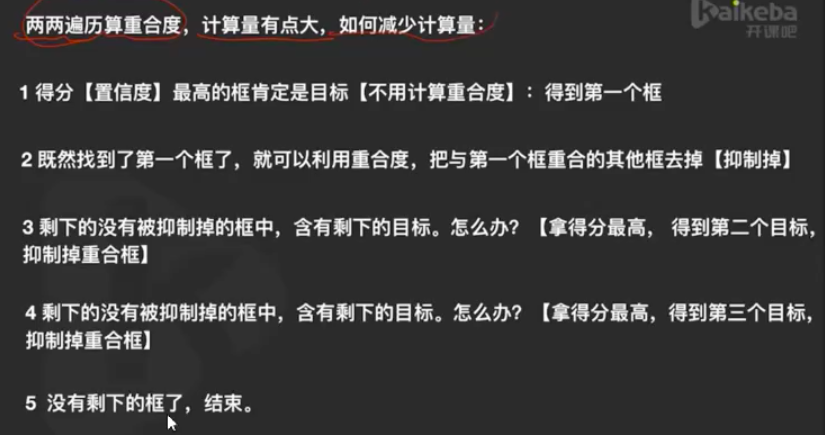 两两遍历算重合度，计算量有点大，如何减少计算量：
Kaikeba
开课吧
1 得分【置信度】最高的框肯定是目标【不用计算重合度】：得到第一个框
2 既然找到了第一个框了，就可以利用重合度，把与第一个框重合的其他框去掉【抑制掉】
3 剩下的没有被抑制掉的框中，含有剩下的目标。怎么办？【拿得分最高， 得到第二个目标，
抑制掉重合框】
4 剩下的没有被抑制掉的框中，含有剩下的目标。怎么办？【拿得分最高，得到第三个目标，
抑制掉重合框】
5 没有剩下的框了，结束。